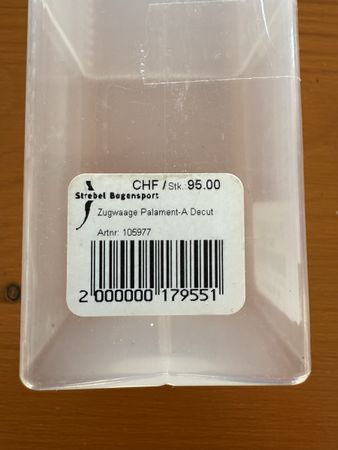 CHF / Stk.: 95.00
Strebel Bogensport
Zugwaage Palament-A Decut
Artnr: 105977
2 000000 179551